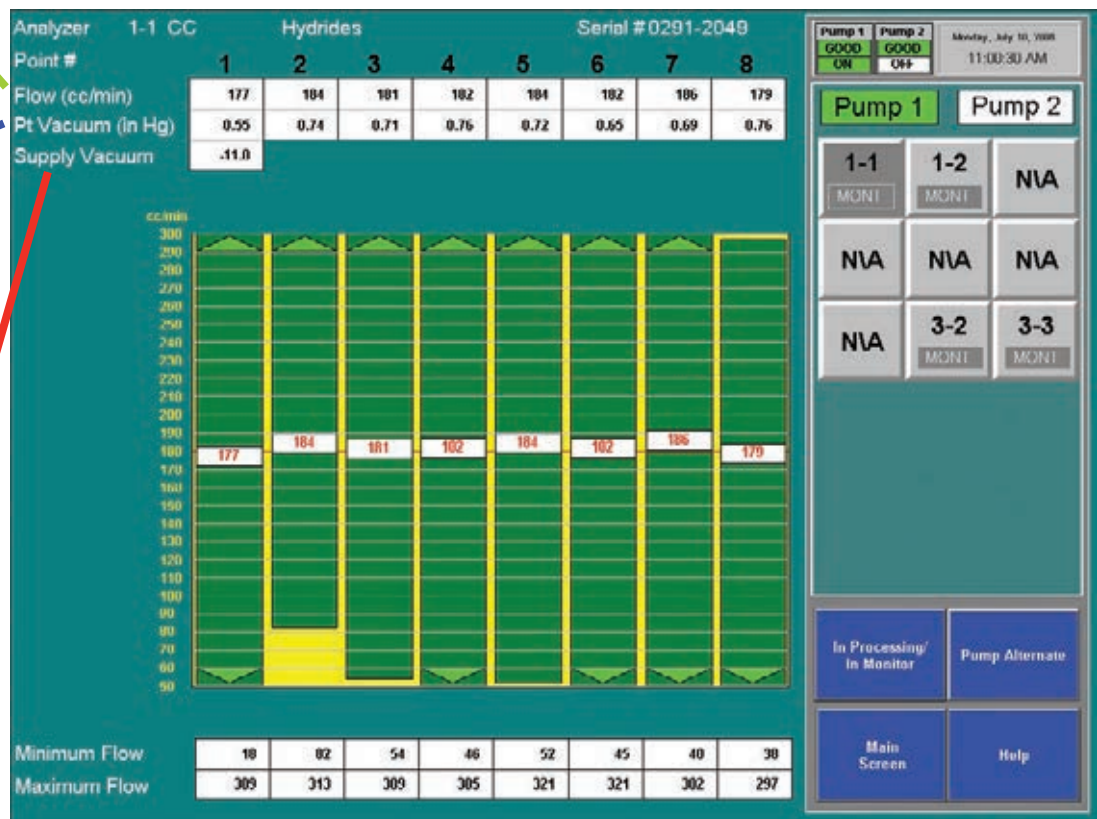 Analyzer 1-1 CC Hydrides Serial #0291-2049
Point # 1 2 3 4 5 6 7 8
Flow (cc/min) 177 184 181 182 184 182 186 179
Pt Vacuum (in Hg) 0.55 0.74 0.71 0.76 0.72 0.65 0.69 0.76
Supply Vacuum -11.0
cc/min
300
290
280
270
260
250
240
230
220
210
200
190
180
170
160
150
140
130
120
110
100
90
80
70
60
50
177 184 181 182 184 182 186 179
Minimum Flow 18 82 54 46 52 45 40 38
Maximum Flow 309 313 309 305 321 321 302 297
Pump 1 Pump 2
GOOD GOOD
ON OFF
Monday, July 10,
11:00:30 AM
Pump 1 Pump 2
1-1 1-2 N\A
MONT MONT
N\A N\A N\A
N\A 3-2 3-3
MONT MONT
In Processing/
In Monitor
Pump Alternate
Main
Screen
Help